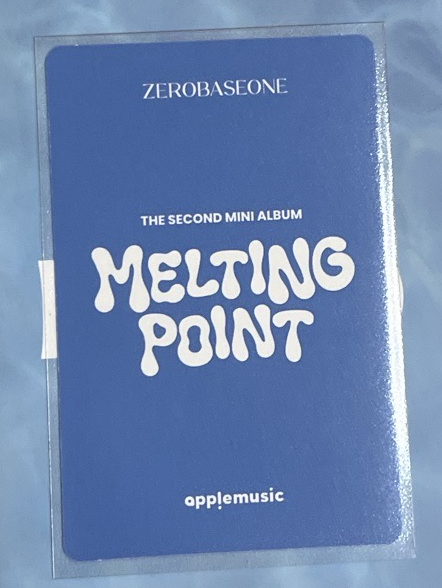 ZEROBASEONE
THE SECOND MINI ALBUM
MELTING
POINT
applemusic